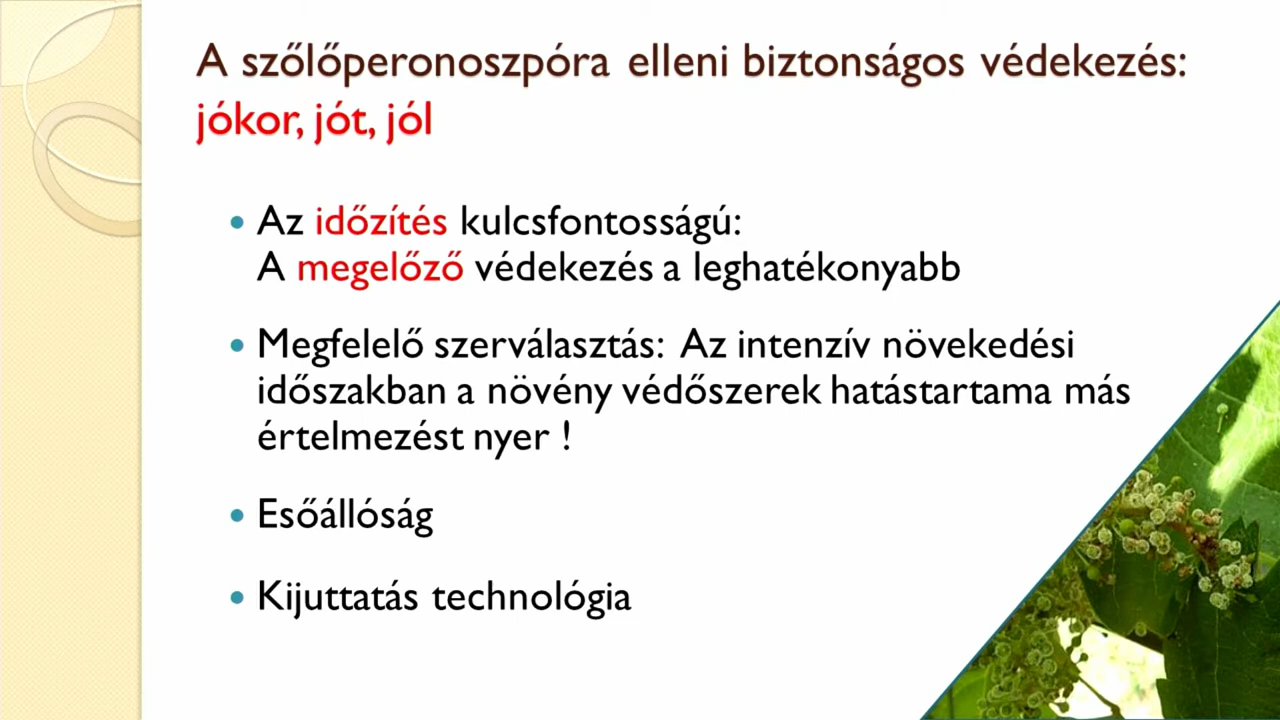 A szőlőperonoszpóra elleni biztonságos védekezés:
jókor, jót, jól
• Az időzítés kulcsfontosságú:
A megelőző védekezés a leghatékonyabb
• Megfelelő szerválasztás: Az intenzív növekedési
időszakban a növény védőszerek hatástartama más
értelmezést nyer !
• Esőállóság
• Kijuttatás technológia